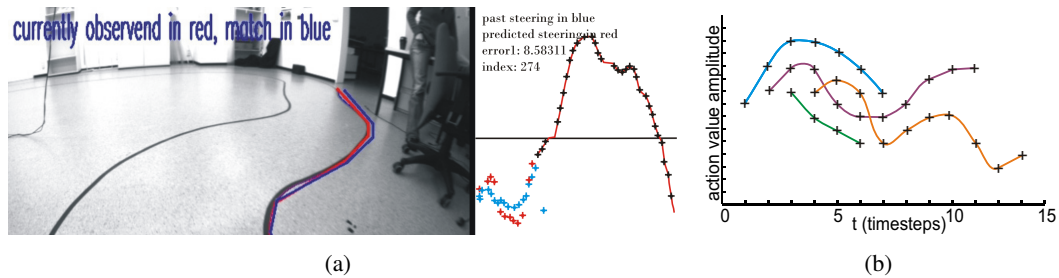 currently observend in red, match in blue
past steering in blue
predicted steering in red
error1: 8.58311
index: 274
action value amplitude
0 5 10 15
t (timesteps)
(a)
(b)